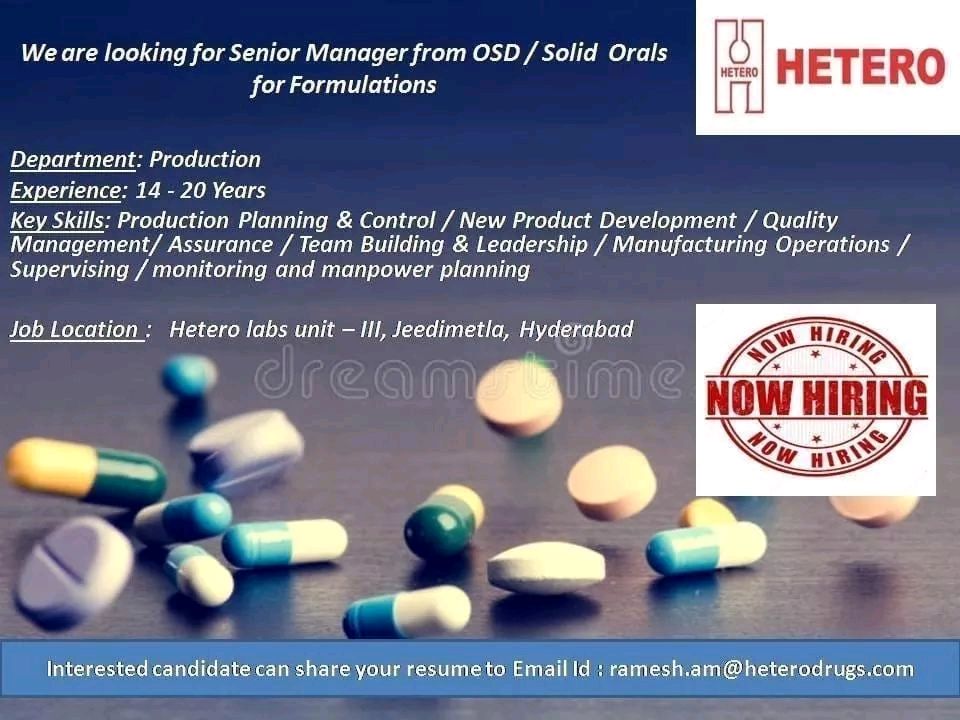 We are looking for Senior Manager from OSD / Solid Orals
for Formulations
HETERO
HETERO
Department: Production
Experience: 14 - 20 Years
Key Skills: Production Planning & Control / New Product Development / Quality
Management/ Assurance / Team Building & Leadership / Manufacturing Operations /
Supervising / monitoring and manpower planning
Job Location : Hetero labs unit – III, Jeedimetla, Hyderabad
dreamstime
NOW HIRING
NOW HIRING
NOW HIRING
Interested candidate can share your resume to Email Id : ramesh.am@heterodrugs.com